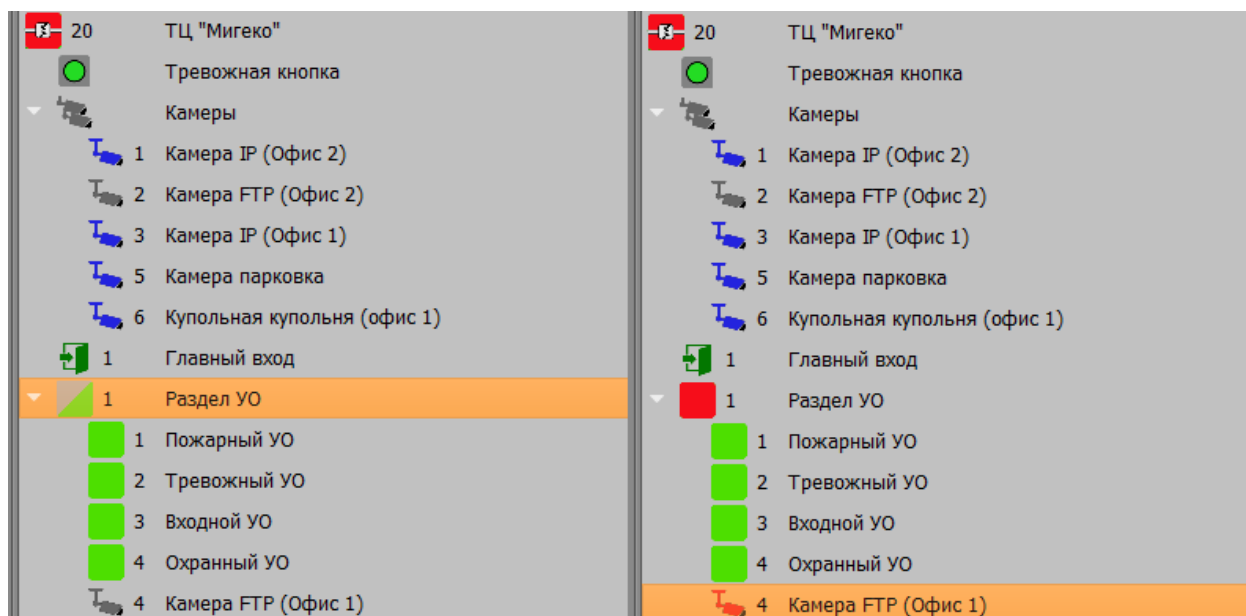 20 ТЦ "Мигеко"
Тревожная кнопка
Камеры
1 Камера IP (Офис 2)
2 Камера FTP (Офис 2)
3 Камера IP (Офис 1)
5 Камера парковка
6 Купольная купольня (офис 1)
1 Главный вход
1 Раздел УО
1 Пожарный УО
2 Тревожный УО
3 Входной УО
4 Охранный УО
4 Камера FTP (Офис 1)
20 ТЦ "Мигеко"
Тревожная кнопка
Камеры
1 Камера IP (Офис 2)
2 Камера FTP (Офис 2)
3 Камера IP (Офис 1)
5 Камера парковка
6 Купольная купольня (офис 1)
1 Главный вход
1 Раздел УО
1 Пожарный УО
2 Тревожный УО
3 Входной УО
4 Охранный УО
4 Камера FTP (Офис 1)